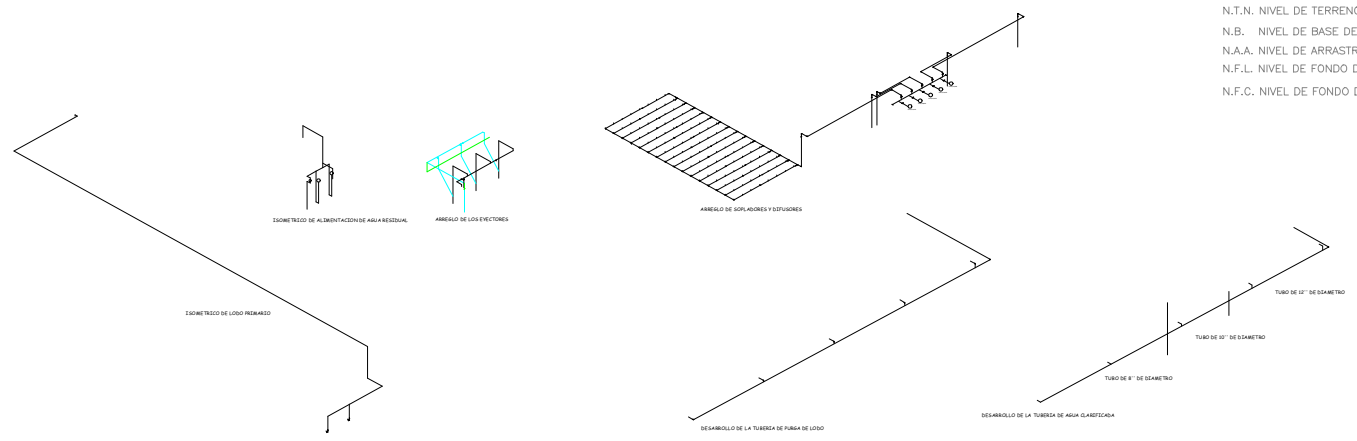 N.T.N. NIVEL DE TERRENO
N.B. NIVEL DE BASE DE
N.A.A. NIVEL DE ARRASTR
N.F.L. NIVEL DE FONDO D
N.F.C. NIVEL DE FONDO D
ISOMETRICO DE ALIMENTACION DE AGUA RESIDUAL
ARREGLO DE LOS EYECTORES
ARREGLO DE SOPLADORES Y DIFUSORES
ISOMETRICO DE LODO PRIMARIO
TUBO DE 12'' DE DIAMETRO
TUBO DE 10'' DE DIAMETRO
TUBO DE 8'' DE DIAMETRO
DESARROLLO DE LA TUBERIA DE AGUA CLARIFICADA
DESARROLLO DE LA TUBERIA DE PURGA DE LODO